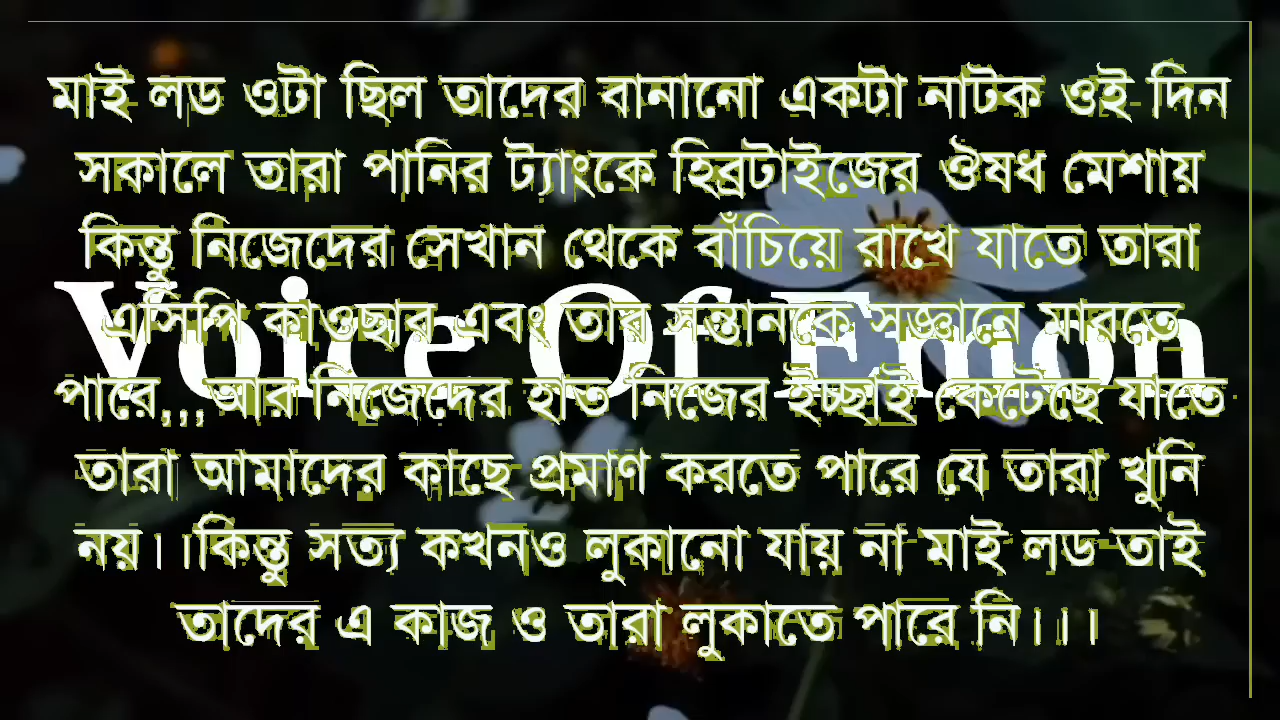 মাই লড ওটা ছিল তাদের বানানো একটা নাটক ওই দিন
সকালে তারা পানির ট্যাংকে হিব্রটাইজের ঔষধ মেশায়
কিন্তু নিজেদের সেখান থেকে বাঁচিয়ে রাখে যাতে তারা
এসিপি কাওছার এবং তার সন্তানকে সজ্ঞানে মারতে
Voice Of Emon
পারে,,,আর নিজেদের হাত নিজের ইচ্ছাই কেটেছে যাতে
তারা আমাদের কাছে প্রমাণ করতে পারে যে তারা খুনি
নয়।।কিন্তু সত্য কখনও লুকানো যায় না মাই লড তাই
তাদের এ কাজ ও তারা লুকাতে পারে নি।।।